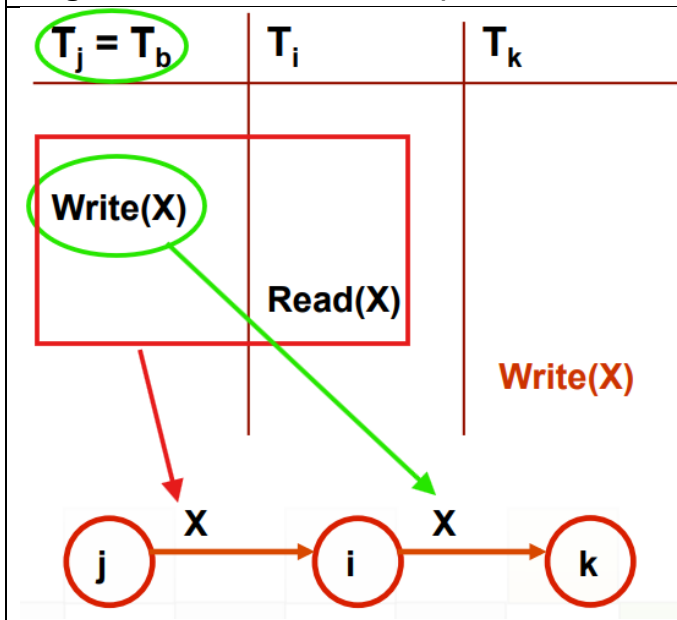 Tj = Tb Ti Tk
Write(X)
Read(X)
Write(X)
X X
j i k